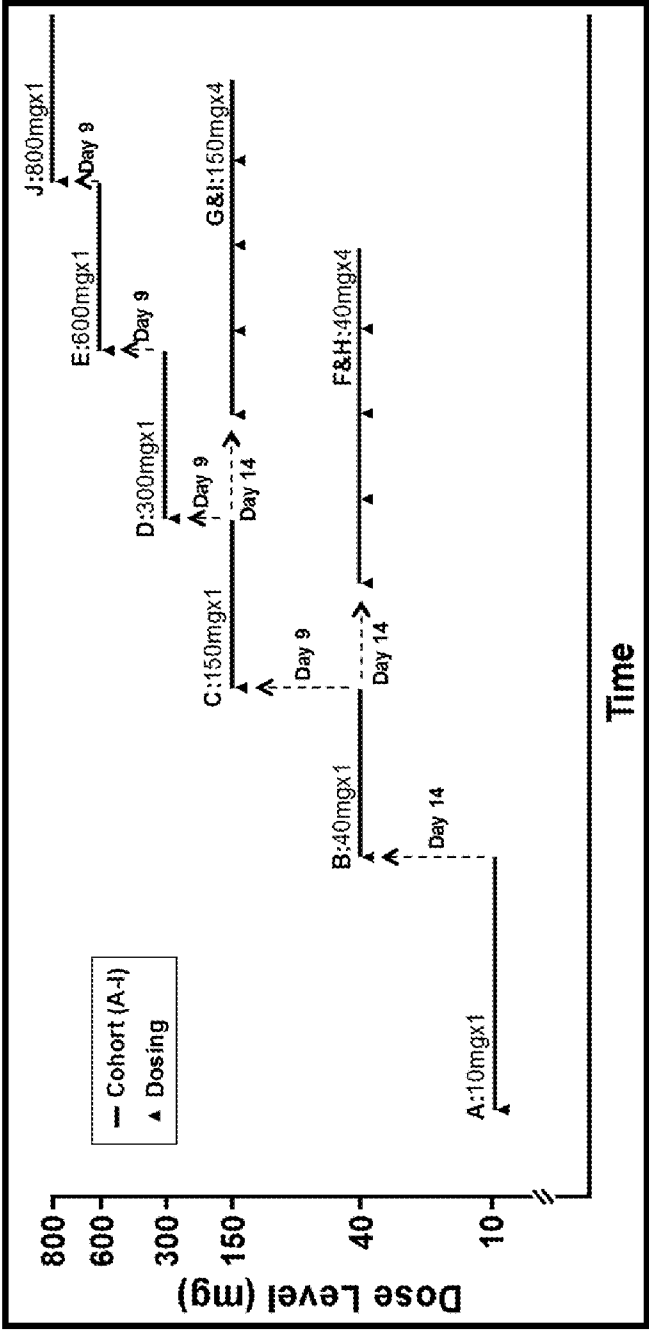 Dose Level (mg)
800
600
300
150
40
10
Cohort (A-I)
Dosing
J:800mgx1
Day 9
E:600mgx1
Day 9
D:300mgx1
Day 9
C:150mgx1
Day 14
G&I:150mgx4
Day 9
B:40mgx1
Day 14
F&H:40mgx4
Day 14
A:10mgx1
Time